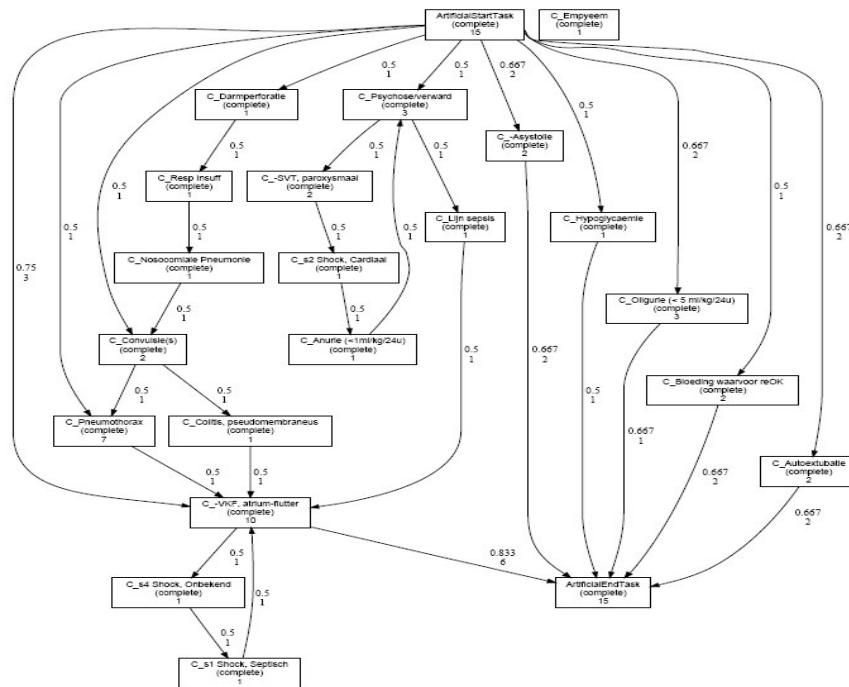 ArtificialStartTask
(complete)
15
C_Empyeem
(complete)
1
0.5
1
0.5
1
0.667
2
C_Darmperforatie
(complete)
1
C_Psychose/verward
(complete)
3
0.5
1
C_-Asystolie
(complete)
2
0.667
2
0.5
1
0.5
1
0.5
1
C_Resp insuff
(complete)
1
C_-SVT, paroxysmaal
(complete)
2
0.5
1
0.5
1
C_Lijn sepsis
(complete)
1
C_Hypoglycaemie
(complete)
1
0.667
2
0.5
1
0.5
1
0.5
1
0.5
1
0.75
3
C_Nosocomiale Pneumonie
(complete)
1
C_s2 Shock, Cardiaal
(complete)
1
C_Oligurie (< 5 ml/kg/24u)
(complete)
3
0.5
1
0.5
1
C_Convulsie(s)
(complete)
2
C_Anurie (<1ml/kg/24u)
(complete)
1
0.5
1
0.667
2
0.5
1
0.5
1
0.5
1
0.667
1
C_Bloeding waarvoor reOK
(complete)
2
C_Pneumothorax
(complete)
7
C_Colitis, pseudomembraneus
(complete)
1
0.5
1
0.5
1
0.667
2
C_Autoextubatie
(complete)
2
C_-VKF, atrium-flutter
(complete)
10
0.667
2
0.5
1
0.833
6
C_s4 Shock, Onbekend
(complete)
1
0.5
1
ArtificialEndTask
(complete)
15
0.5
1
C_s1 Shock, Septisch
(complete)
1